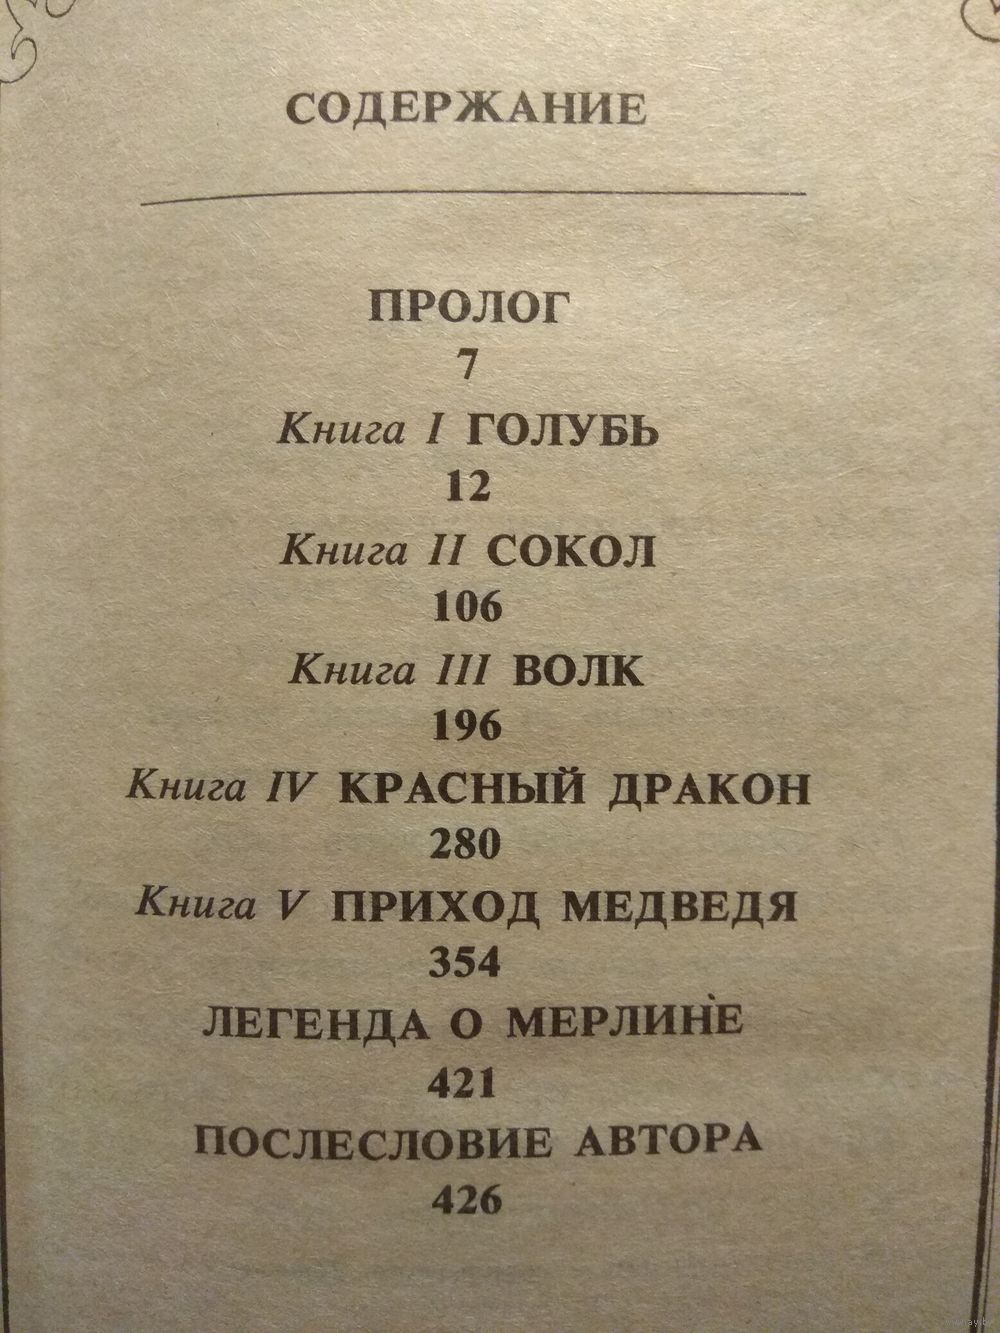 СОДЕРЖАНИЕ
ПРОЛОГ
7
Книга I ГОЛУБЬ
12
Книга II СОКОЛ
106
Книга III ВОЛК
196
Книга IV КРАСНЫЙ ДРАКОН
280
Книга V ПРИХОД МЕДВЕДЯ
354
ЛЕГЕНДА О МЕРЛИНЕ
421
ПОСЛЕСЛОВИЕ АВТОРА
426